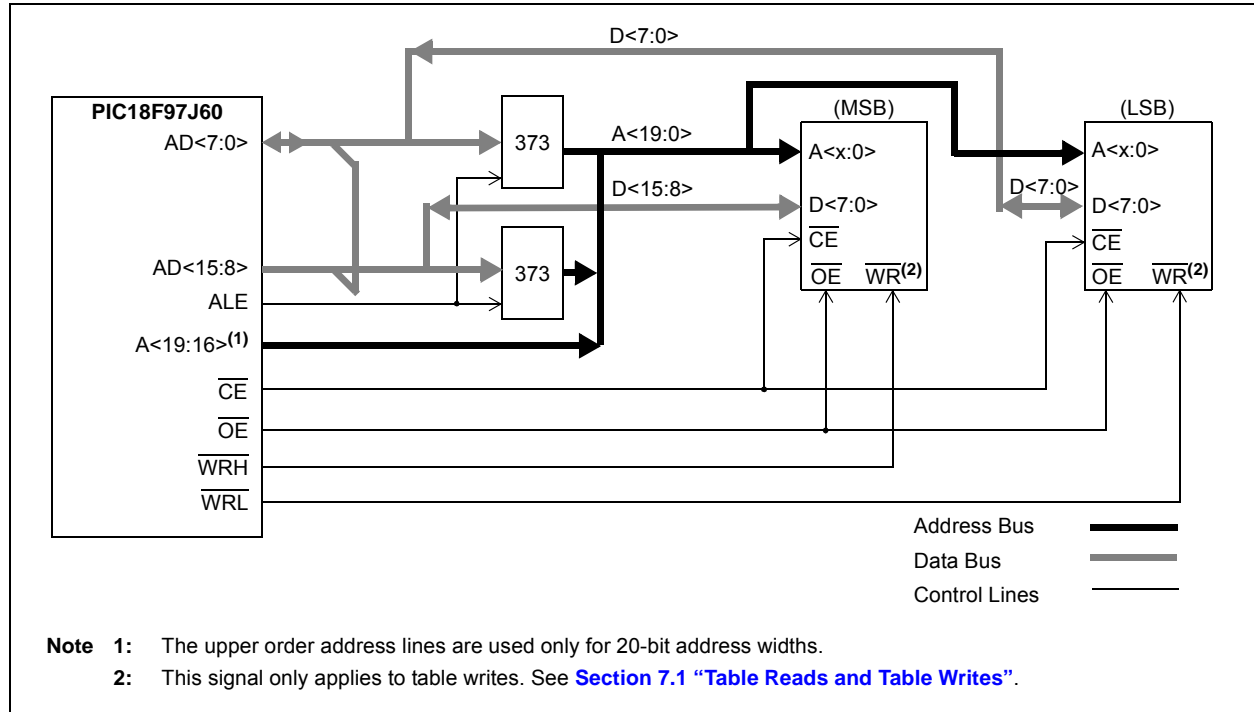 D<7:0>
PIC18F97J60
AD<7:0>
373
A<19:0>
(MSB)
A<x:0>
(LSB)
A<x:0>
D<15:8>
D<7:0>
D<7:0>
D<7:0>
CE
CE
AD<15:8>
373
OE WR(2)
OE WR(2)
ALE
A<19:16>(1)
CE
OE
WRH
WRL
Address Bus
Data Bus
Control Lines
Note 1: The upper order address lines are used only for 20-bit address widths.
2: This signal only applies to table writes. See Section 7.1 “Table Reads and Table Writes”.